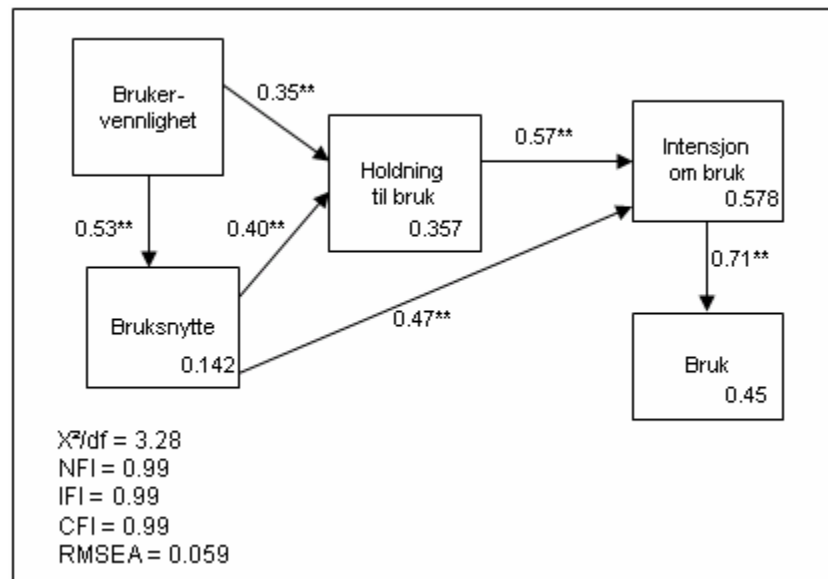 Bruker-
vennlighet
0.35**
Holdning
til bruk
0.357
0.57**
Intensjon
om bruk
0.578
0.53**
0.40**
0.47**
0.71**
Bruksnytte
0.142
Bruk
0.45
X²/df = 3.28
NFI = 0.99
IFI = 0.99
CFI = 0.99
RMSEA = 0.059